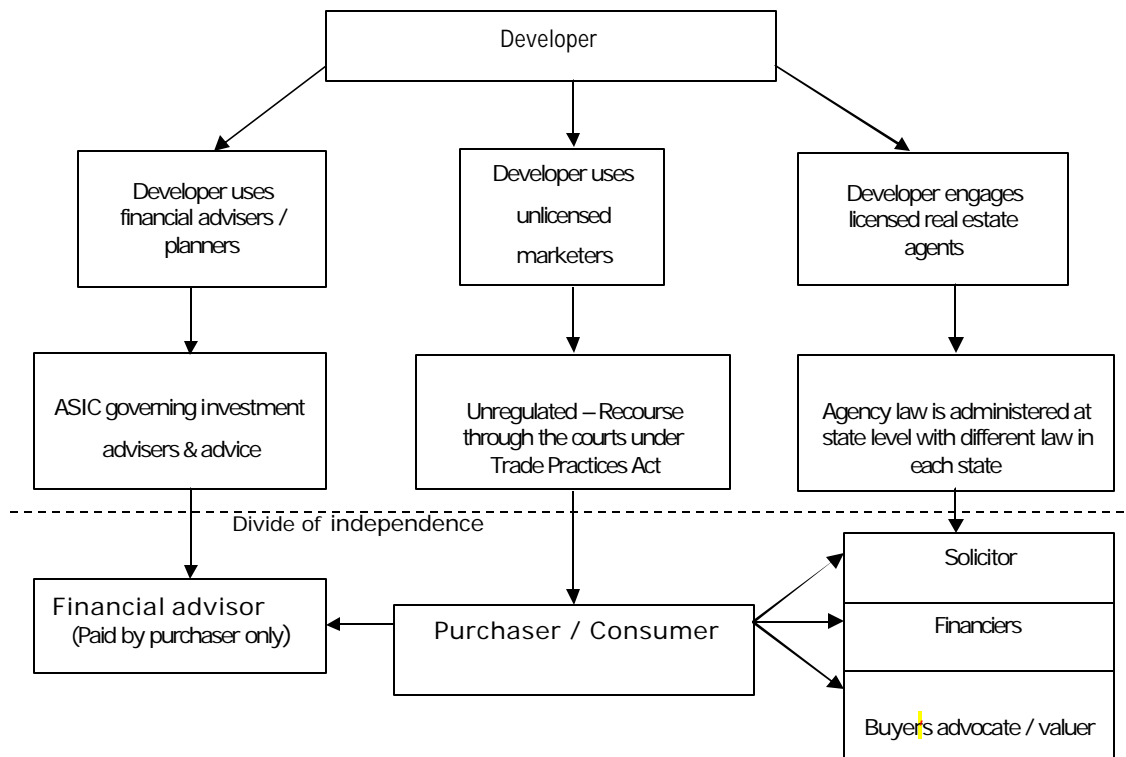 Developer
Developer uses
financial advisers /
planners
Developer uses
unlicensed
marketers
Developer engages
licensed real estate
agents
ASIC governing investment
advisers & advice
Unregulated – Recourse
through the courts under
Trade Practices Act
Agency law is administered at
state level with different law in
each state
Divide of independence
Financial advisor
(Paid by purchaser only)
Purchaser / Consumer
Solicitor
Financiers
Buyer's advocate / valuer